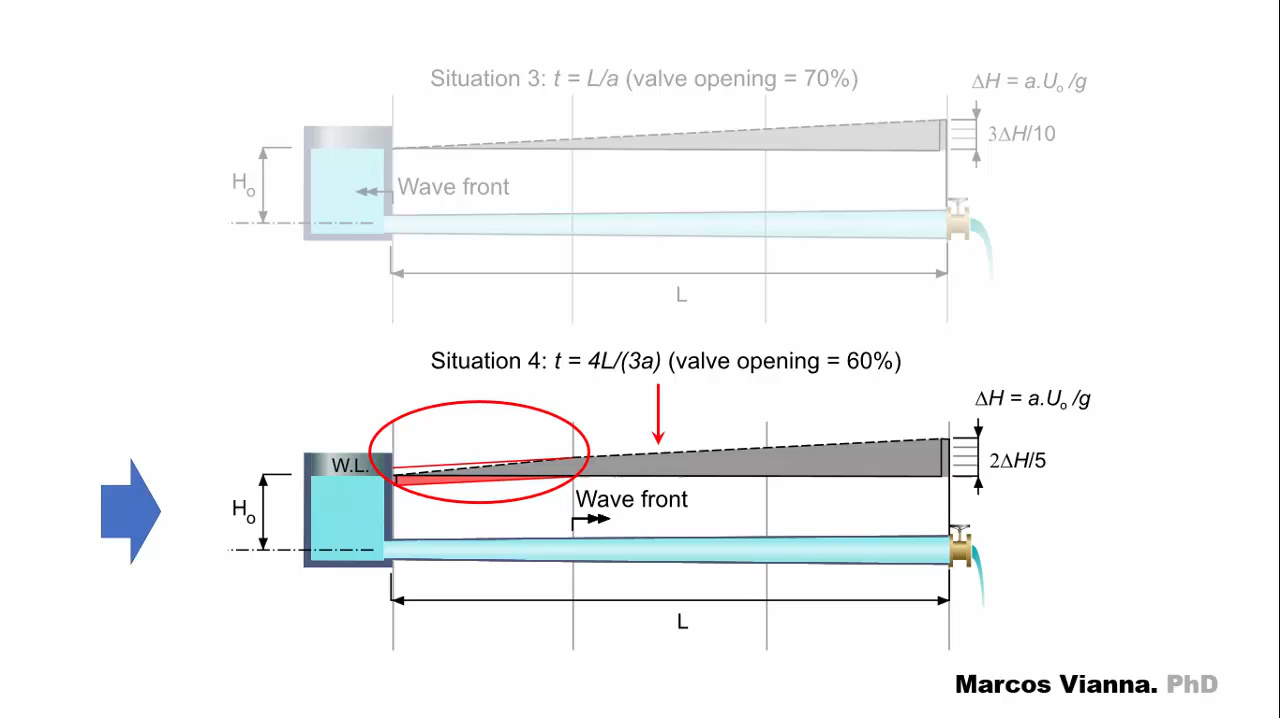 Situation 3: t = L/a (valve opening = 70%)
ΔH = a.Uo /g
3ΔH/10
Ho
Wave front
L
Situation 4: t = 4L/(3a) (valve opening = 60%)
ΔH = a.Uo /g
W.L.
2ΔH/5
Ho
Wave front
L
Marcos Vianna. PhD